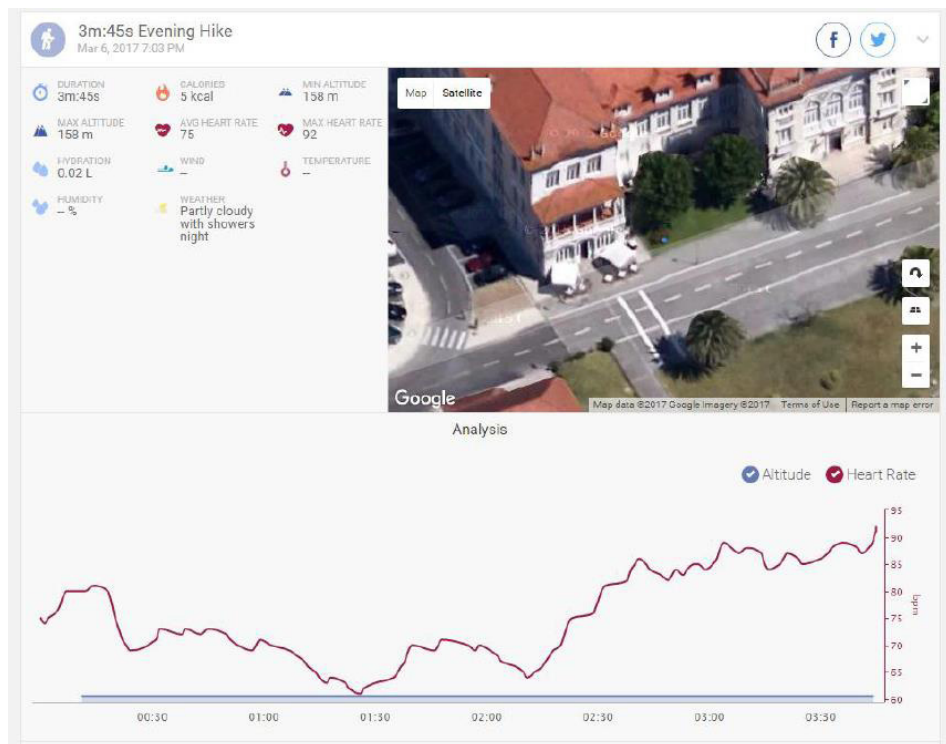 3m:45s Evening Hike
Mar 6, 2017 7:03 PM
DURATION
3m:45s
CALORIES
5 kcal
MIN ALTITUDE
158 m
MAX ALTITUDE
158 m
AVG HEART RATE
75
MAX HEART RATE
92
HYDRATION
0.02 L
WIND
--
TEMPERATURE
--
HUMIDITY
-- %
WEATHER
Partly cloudy
with showers
night
Map Satellite
Google
Map data ©2017 Google Imagery ©2017 Terms of Use Report a map error
Analysis
Altitude Heart Rate
95
90
85
80
75
70
65
60
bpm
00:30 01:00 01:30 02:00 02:30 03:00 03:30